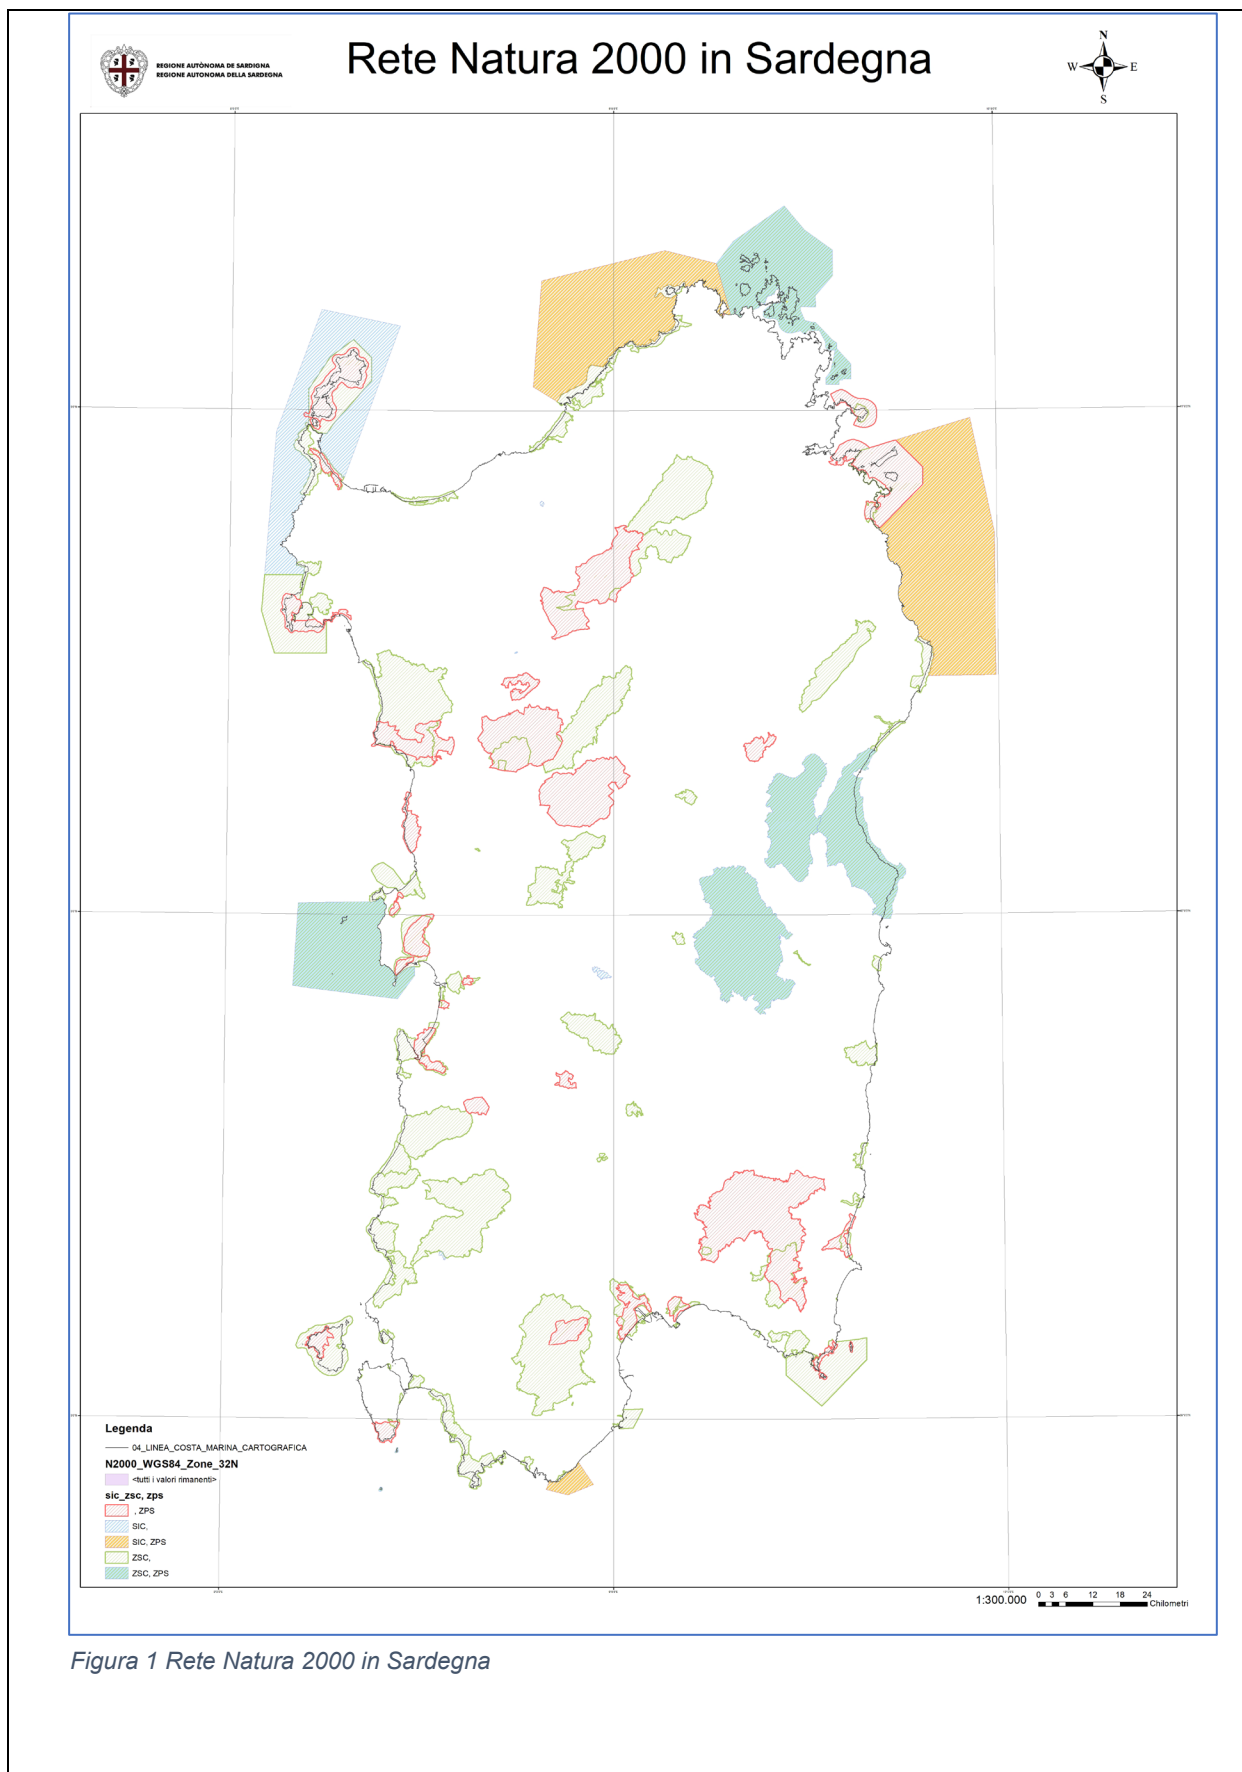 REGIONE AUTÒNOMA DE SARDIGNA
REGIONE AUTONOMA DELLA SARDEGNA
Rete Natura 2000 in Sardegna
N
W
E
S
Legenda
04_LINEA_COSTA_MARINA_CARTOGRAFICA
N2000_WGS84_Zone_32N
<tutti i valori rimanenti>
sic_zsc, zps
, ZPS
SIC,
SIC, ZPS
ZSC,
ZSC, ZPS
1:300.000
0 3 6 12 18 24
Chilometri
Figura 1 Rete Natura 2000 in Sardegna